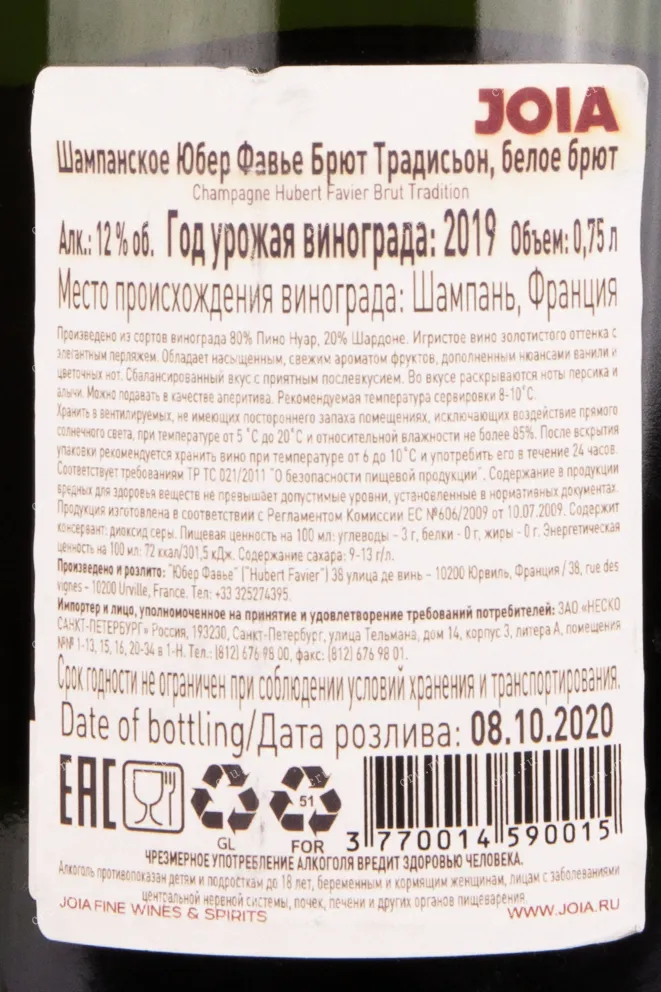 JOIA
Шампанское Юбер Фавье Брют Традисьон, белое брют
Champagne Hubert Favier Brut Tradition
Алк.: 12 % об. Год урожая винограда: 2019 Объем: 0,75 л
Место происхождения винограда: Шампань, Франция
Произведено из сортов винограда 80% Пино Нуар, 20% Шардоне. Игристое вино золотистого оттенка с
элегантным перляжем. Обладает насыщенным, свежим ароматом фруктов, дополненным нюансами ванили и
цветочных нот. Сбалансированный вкус с приятным послевкусием. Во вкусе раскрываются ноты персика и
алычи. Можно подавать в качестве аперитива. Рекомендуемая температура сервировки 8-10°С.
Хранить в вентилируемых, не имеющих постороннего запаха помещениях, исключающих воздействие прямого
солнечного света, при температуре от 5 °С до 20°С и относительной влажности не более 85%. После вскрытия
упаковки рекомендуется хранить вино при температуре от 6 до 10°С и употребить его в течение 24 часов.
Соответствует требованиям ТР ТС 021/2011 "О безопасности пищевой продукции". Содержание в продукции
вредных для здоровья веществ не превышает допустимые уровни, установленные в нормативных документах.
Продукция изготовлена в соответствии с Регламентом Комиссии ЕС №606/2009 от 10.07.2009. Содержит
консервант: диоксид серы. Пищевая ценность на 100 мл: углеводы – 3 г, белки - 0 г, жиры - 0 г. Энергетическая
ценность на 100 мл: 72 ккал/301,5 кДж. Содержание сахара: 9-13 г/л.
Произведено и розлито: "Юбер Фавье" ("Hubert Favier") 38 улица де винь – 10200 Юрвиль, Франция / 38, rue des
vignes – 10200 Urville, France. Тел: +33 325274395.
Импортер и лицо, уполномоченное на принятие и удовлетворение требований потребителей: ЗАО «НЕСКО
САНКТ-ПЕТЕРБУРГ» Россия, 193230, Санкт-Петербург, улица Тельмана, дом 14, корпус 3, литера А, помещения
№№ 1-13, 15, 16, 20-34 в 1-Н. Тел.: (812) 676 98 00, факс: (812) 676 98 01.
Срок годности не ограничен при соблюдении условий хранения и транспортирования.
Date of bottling/Дата розлива: 08.10.2020
EAC
51
GL FOR
3 770014 590015
ЧРЕЗМЕРНОЕ УПОТРЕБЛЕНИЕ АЛКОГОЛЯ ВРЕДИТ ЗДОРОВЬЮ ЧЕЛОВЕКА.
Алкоголь противопоказан детям и подросткам до 18 лет, беременным и кормящим женщинам, лицам с заболеваниями
центральной нервной системы, почек, печени и других органов пищеварения.
JOIA FINE WINES & SPIRITS WWW.JOIA.RU